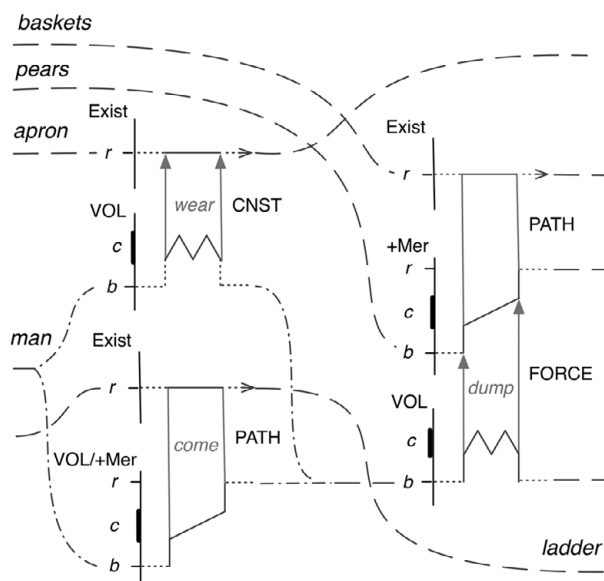 baskets
pears
Exist
apron
r
wear
CNST
VOL
c
b
man
Exist
r
come
PATH
VOL/+Mer
r
c
b
Exist
r
PATH
+Mer
r
c
b
FORCE
dump
VOL
c
b
ladder